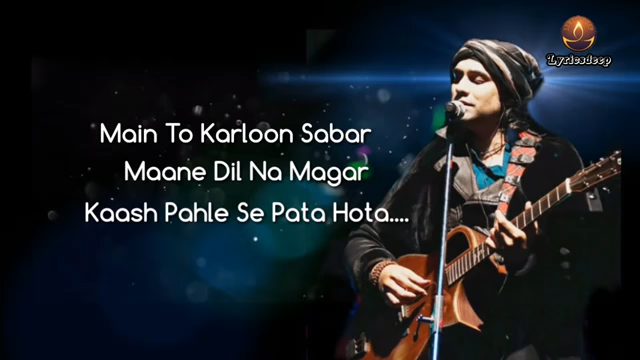 Lyricsdeep
Main To Karloon Sabar
Maane Dil Na Magar
Kaash Pahle Se Pata Hota....